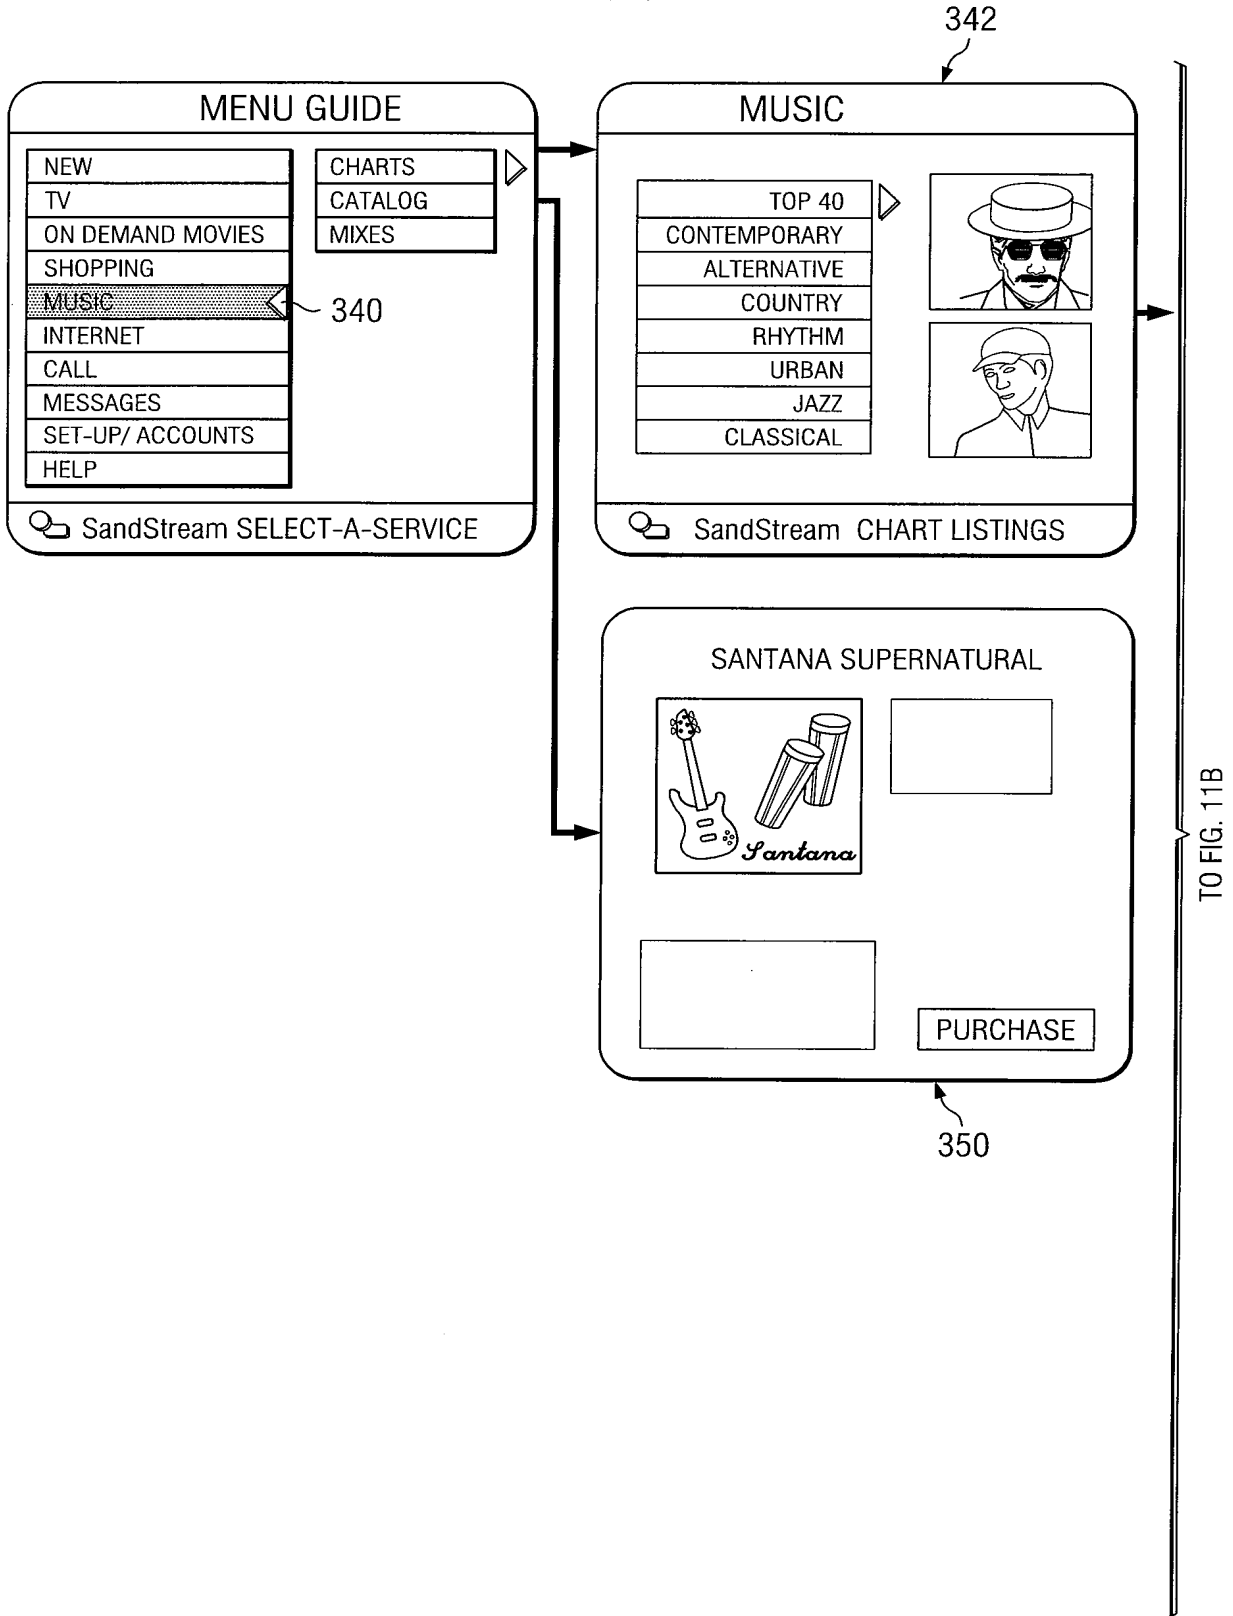 342
MENU GUIDE
NEW
TV
ON DEMAND MOVIES
SHOPPING
MUSIC
INTERNET
CALL
MESSAGES
SET-UP/ ACCOUNTS
HELP
CHARTS
CATALOG
MIXES
340
SandStream SELECT-A-SERVICE
MUSIC
TOP 40
CONTEMPORARY
ALTERNATIVE
COUNTRY
RHYTHM
URBAN
JAZZ
CLASSICAL
SandStream CHART LISTINGS
SANTANA SUPERNATURAL
Santana
PURCHASE
350
TO FIG. 11B